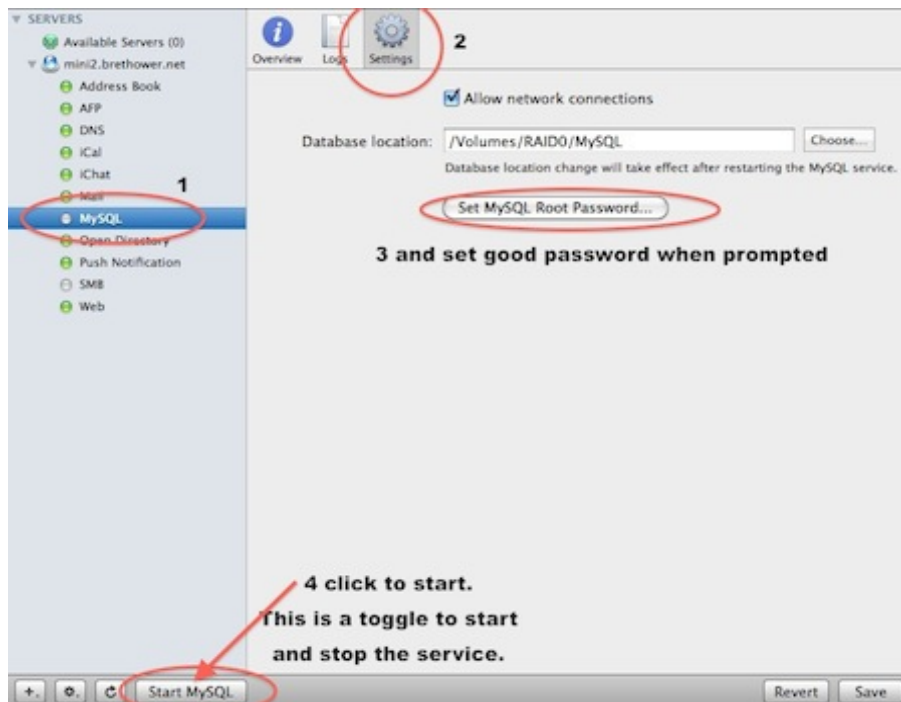 SERVERS
Available Servers (0)
mini2.brethower.net
Address Book
AFP
DNS
iCal
iChat
Mail
MySQL
Open Directory
Push Notification
SMB
Web
1
Overview
Logs
Settings
2
Allow network connections
Database location:
/Volumes/RAID0/MySQL
Choose...
Database location change will take effect after restarting the MySQL service.
Set MySQL Root Password...
3 and set good password when prompted
4 click to start.
This is a toggle to start
and stop the service.
Start MySQL
Revert
Save